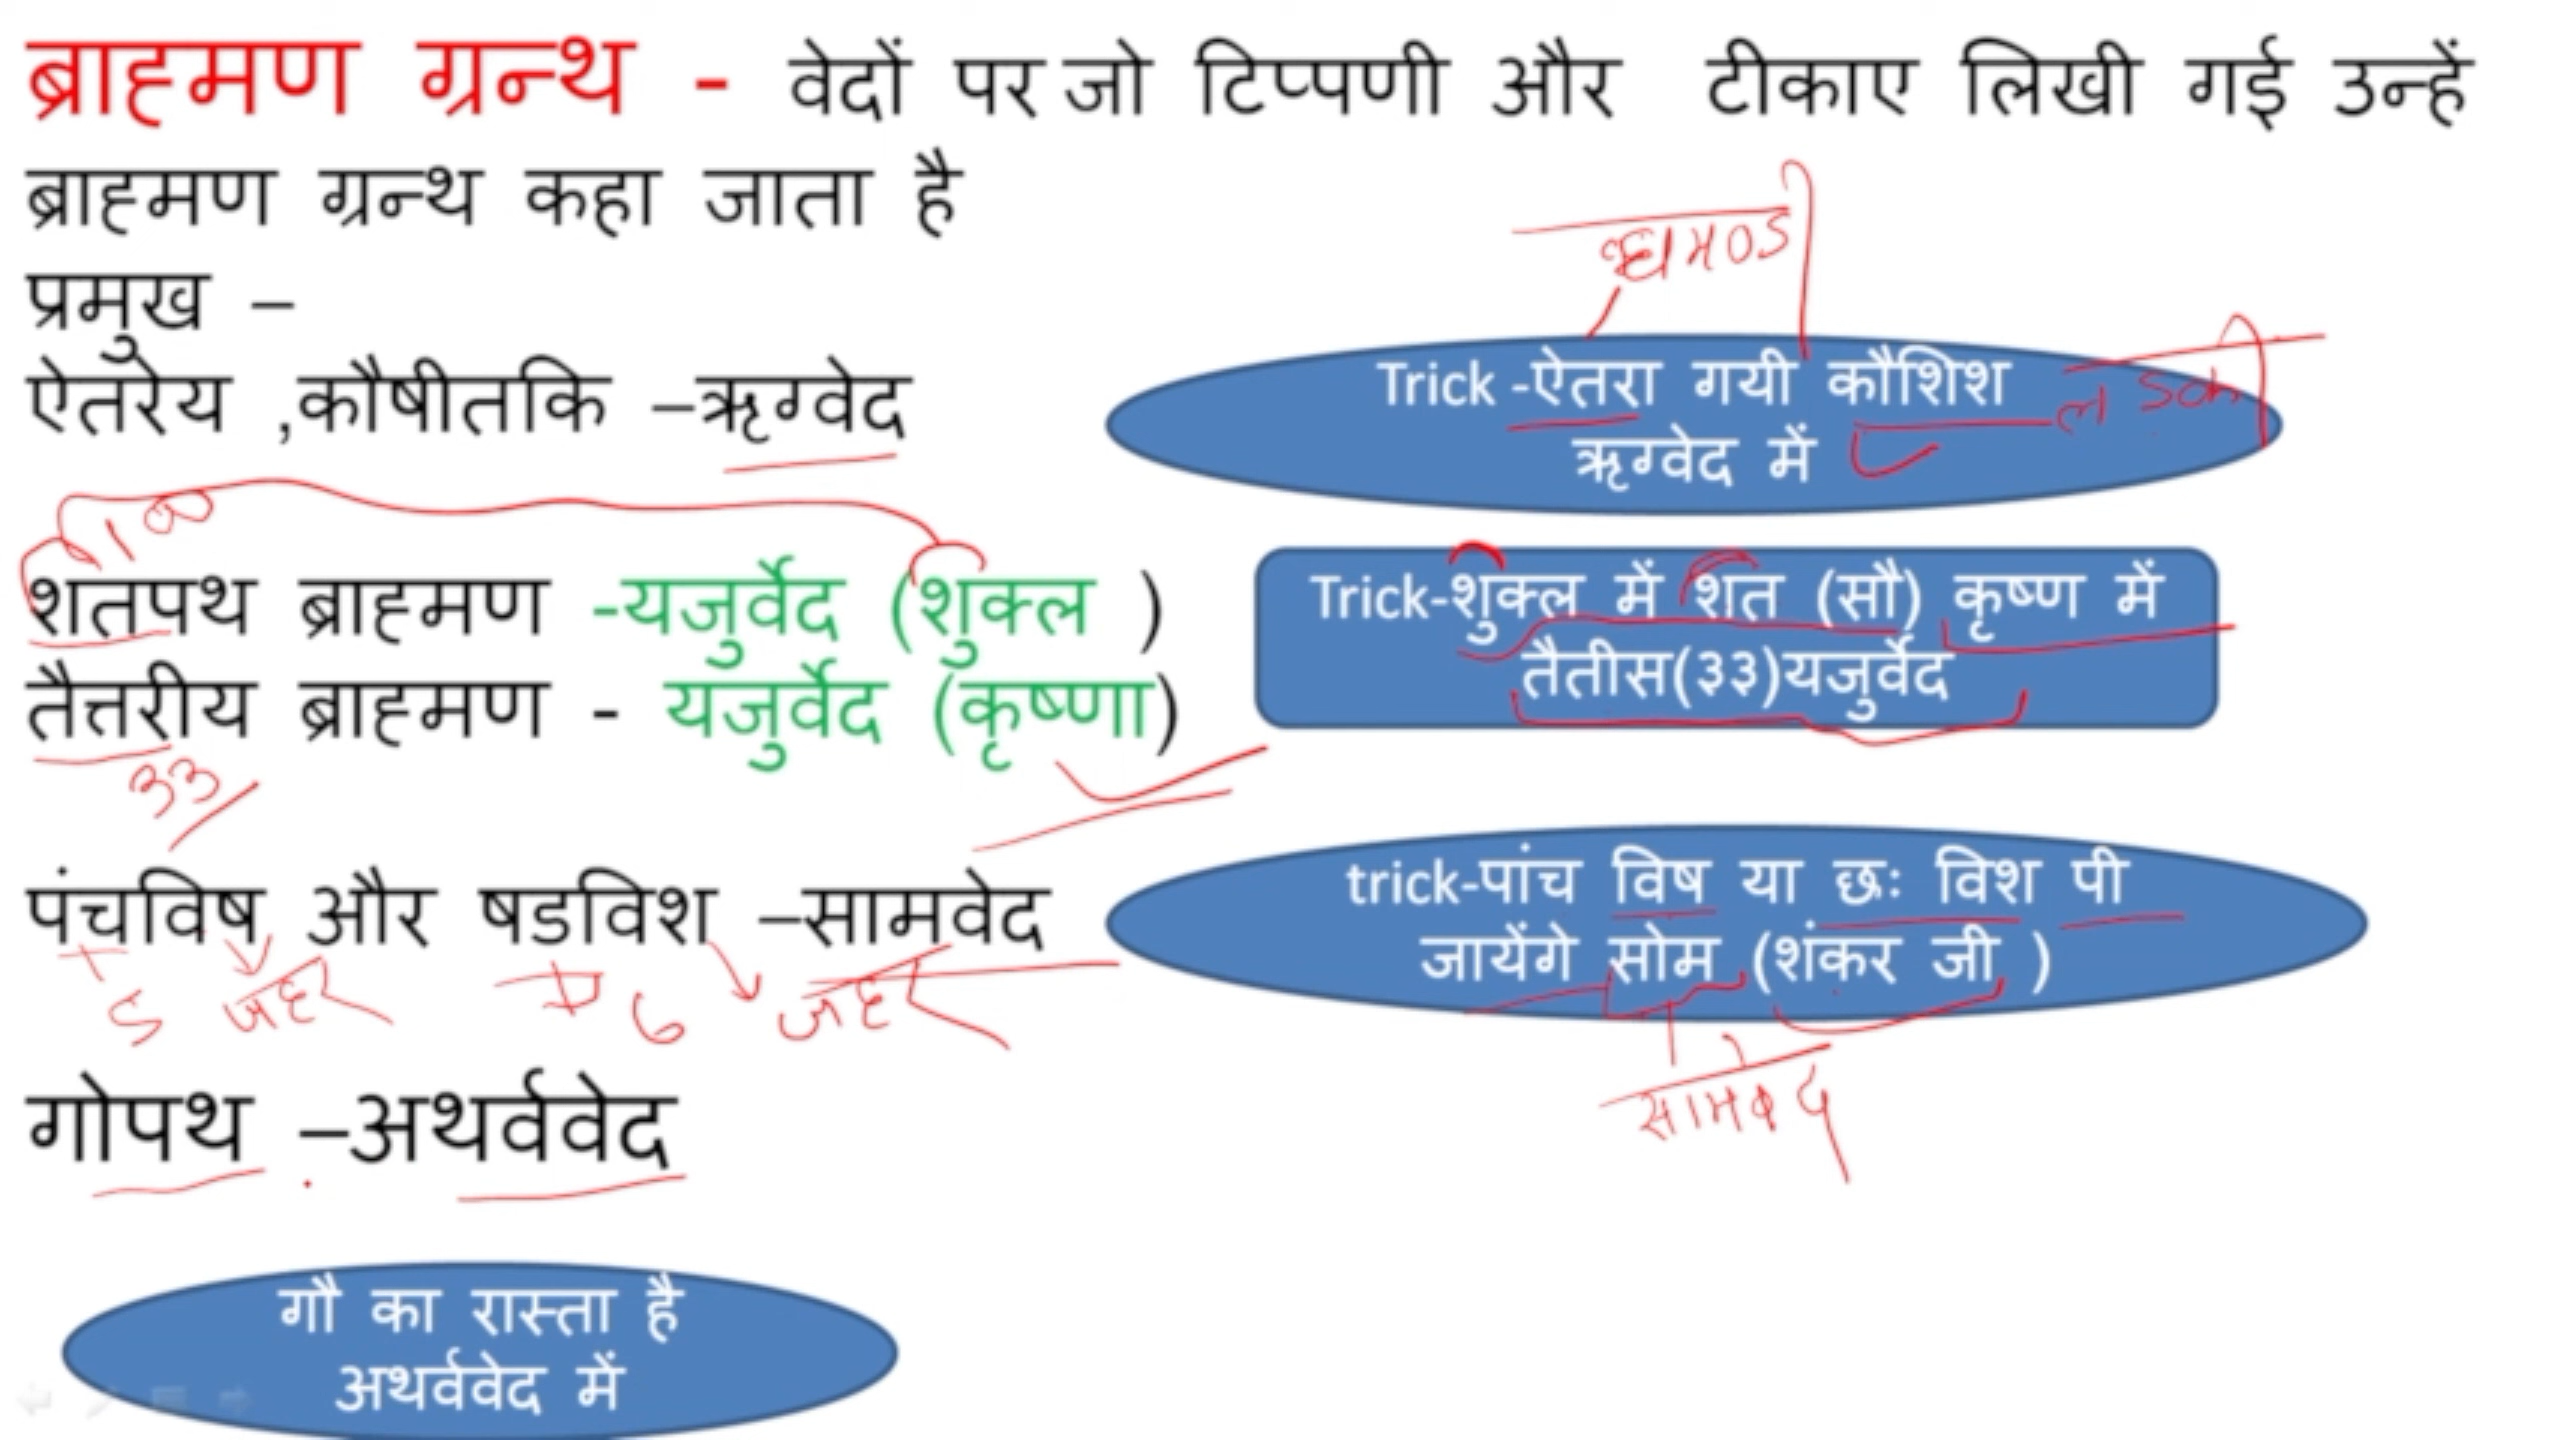 ब्राह्मण ग्रन्थ - वेदों पर जो टिप्पणी और टीकाए लिखी गई उन्हें
ब्राह्मण ग्रन्थ कहा जाता है
प्रमुख –
ऐतरेय ,कौषीतकि –ऋग्वेद
Trick -ऐतरा गयी कौशिश
ऋग्वेद में
100
शतपथ ब्राह्मण -यजुर्वेद (शुक्ल )
तैत्तरीय ब्राह्मण - यजुर्वेद (कृष्णा)
33
Trick-शुक्ल में शत (सौ) कृष्ण में
तैतीस(३३)यजुर्वेद
पंचविष और षडविश –सामवेद
5 जहर 6 जहर
trick-पांच विष या छः विश पी
जायेंगे सोम (शंकर जी )
सामवेद
गोपथ –अथर्ववेद
गौ का रास्ता है
अथर्ववेद में